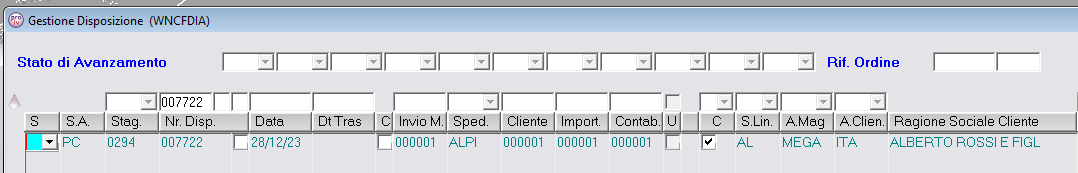 pro iv Gestione Disposizione (WNCFDIA)
Stato di Avanzamento Rif. Ordine
007722
S S.A. Stag. Nr. Disp. Data Dt Tras C Invio M. Sped. Cliente Import. Contab. U C S.Lin. A.Mag A.Clien. Ragione Sociale Cliente
PC 0294 007722 28/12/23 000001 ALPI 000001 000001 000001 AL MEGA ITA ALBERTO ROSSI E FIGL